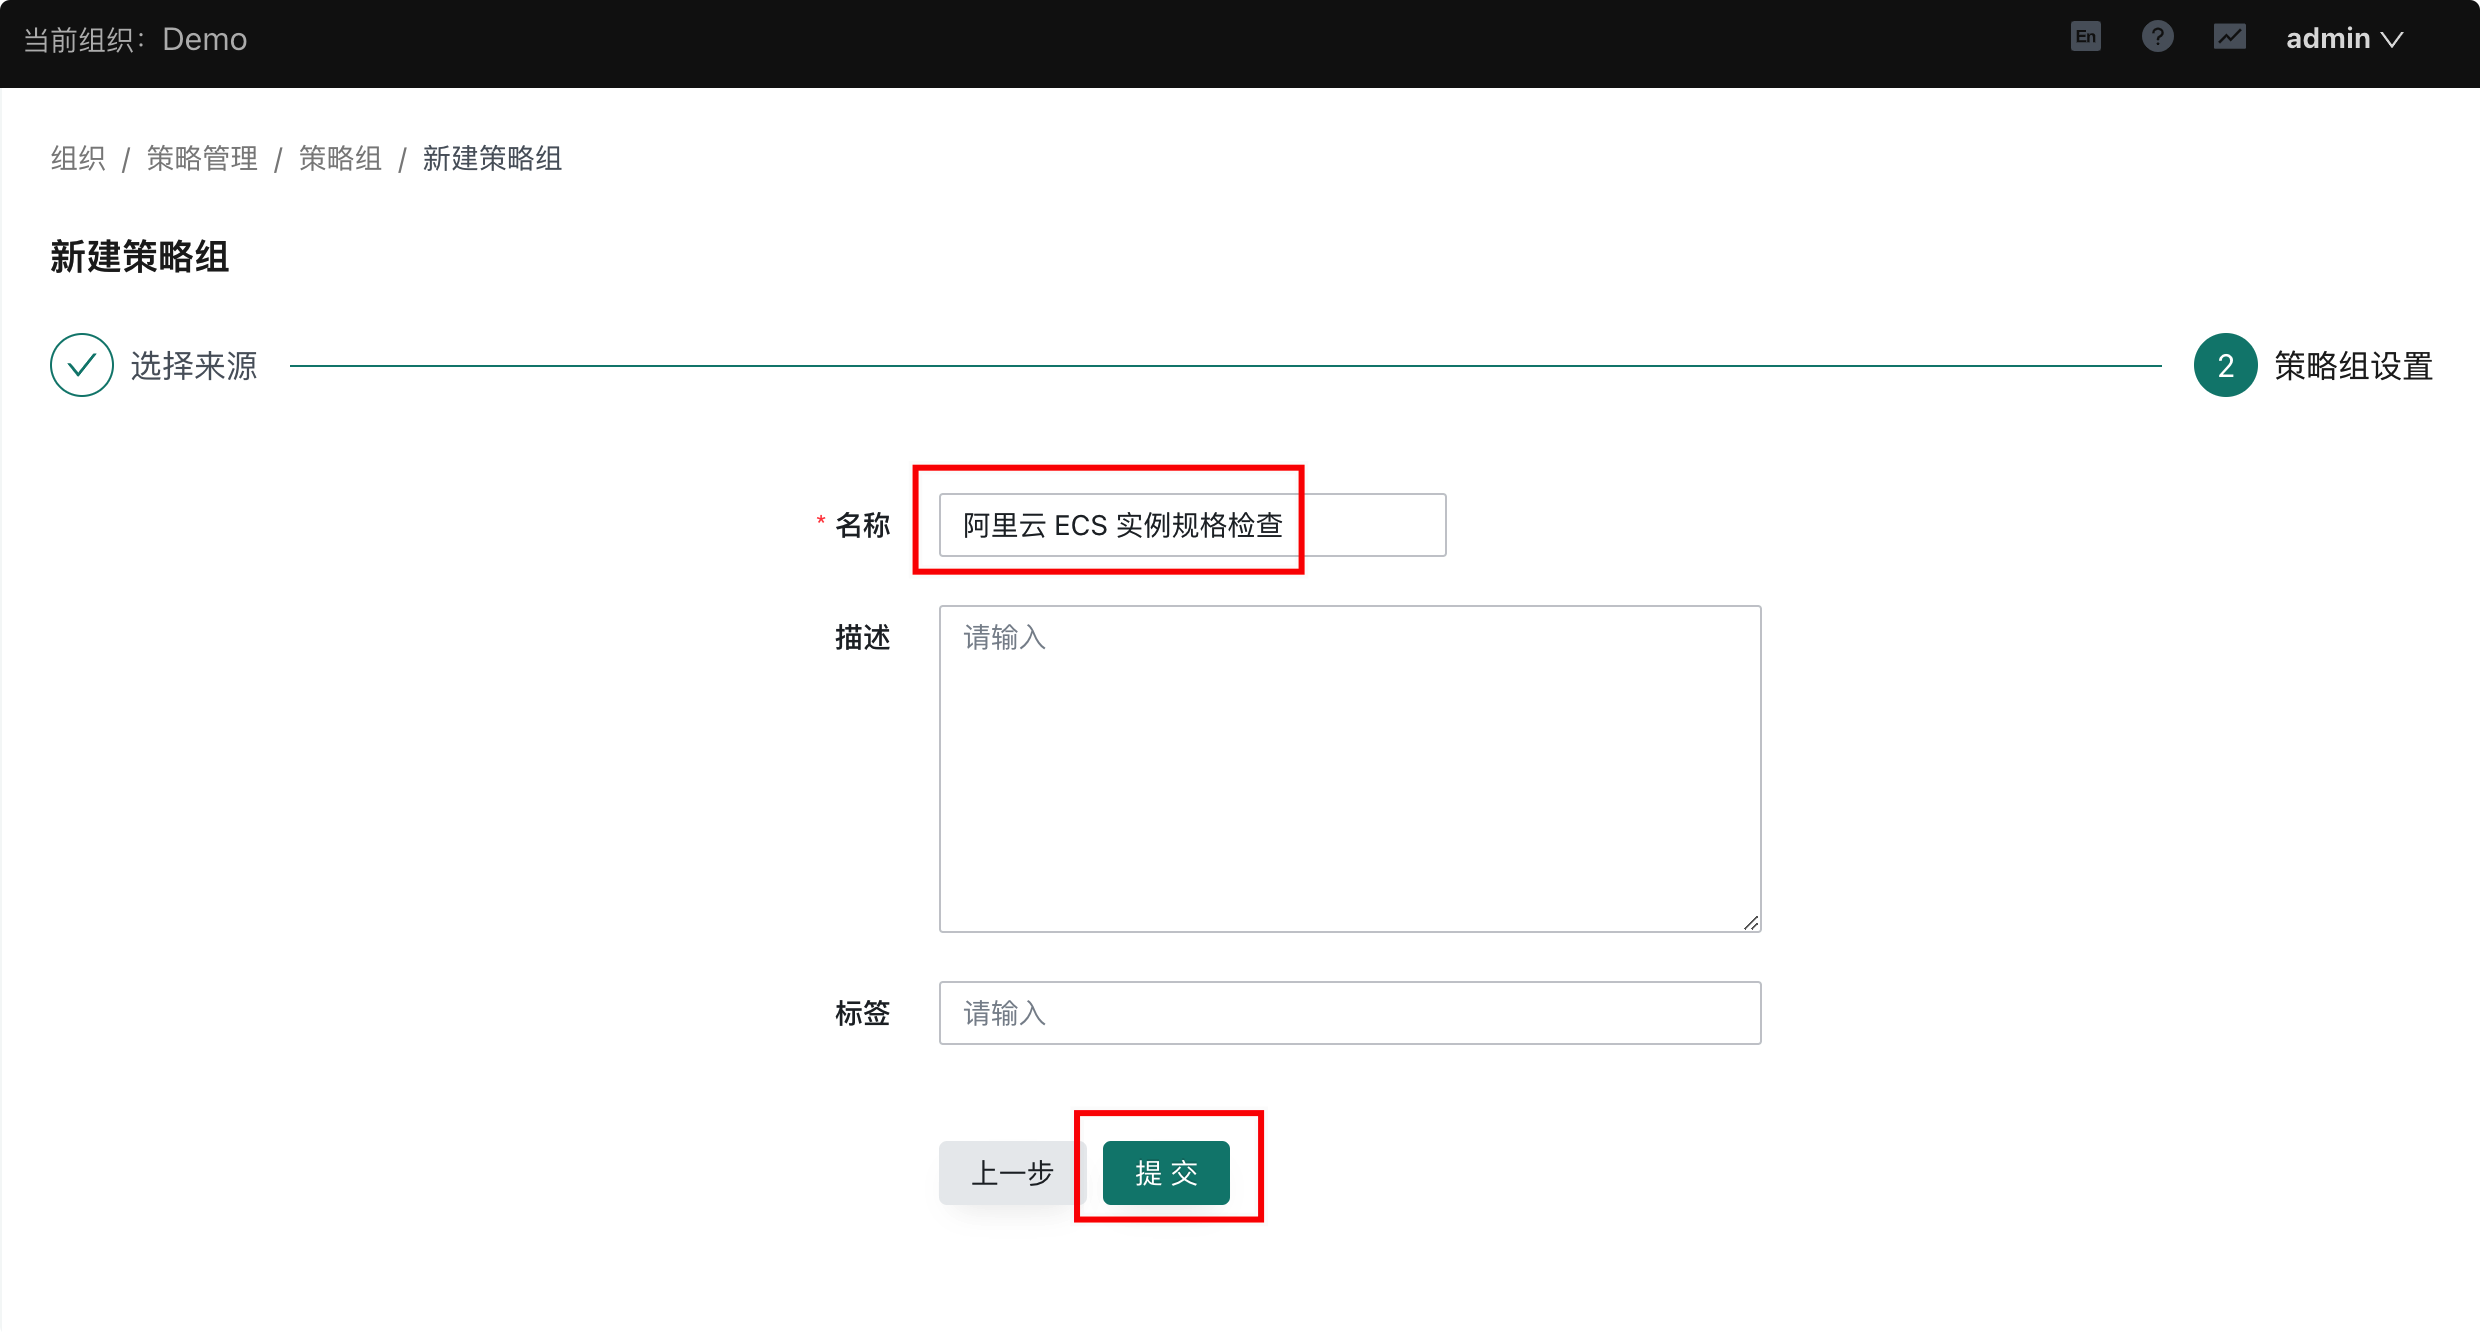 当前组织： Demo
En
?
admin
组织 / 策略管理 / 策略组 / 新建策略组
新建策略组
选择来源
2 策略组设置
* 名称 阿里云 ECS 实例规格检查
描述 请输入
标签 请输入
上一步 提 交